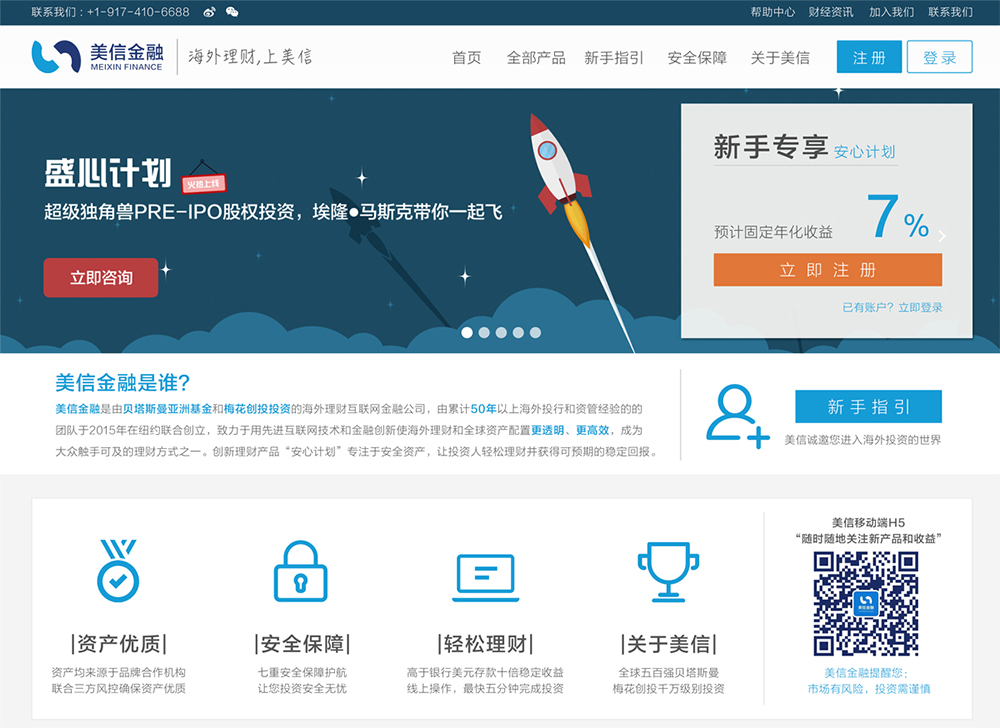 联系我们：+1-917-410-6688
帮助中心 财经资讯 加入我们 联系我们
美信金融
MEIXIN FINANCE
海外理财,上美信
首页 全部产品 新手指引 安全保障 关于美信
注 册 登 录
盛心计划
火热上线
超级独角兽PRE-IPO股权投资，埃隆●马斯克带你一起飞
立即咨询
新手专享 安心计划
预计固定年化收益 7%
立 即 注 册
已有账户？立即登录
美信金融是谁？
美信金融是由贝塔斯曼亚洲基金和梅花创投投资的海外理财互联网金融公司，由累计50年以上海外投行和资管经验的的
团队于2015年在纽约联合创立，致力于用先进互联网技术和金融创新使海外理财和全球资产配置更透明、更高效，成为
大众触手可及的理财方式之一。创新理财产品“安心计划”专注于安全资产，让投资人轻松理财并获得可预期的稳定回报。
新 手 指 引
美信诚邀您进入海外投资的世界
|资产优质|
资产均来源于品牌合作机构
联合三方风控确保资产优质
|安全保障|
七重安全保障护航
让您投资安全无忧
|轻松理财|
高于银行美元存款十倍稳定收益
线上操作，最快五分钟完成投资
|关于美信|
全球五百强贝塔斯曼
梅花创投千万级别投资
美信移动端H5
“随时随地关注新产品和收益”
美信金融
美信金融提醒您：
市场有风险，投资需谨慎